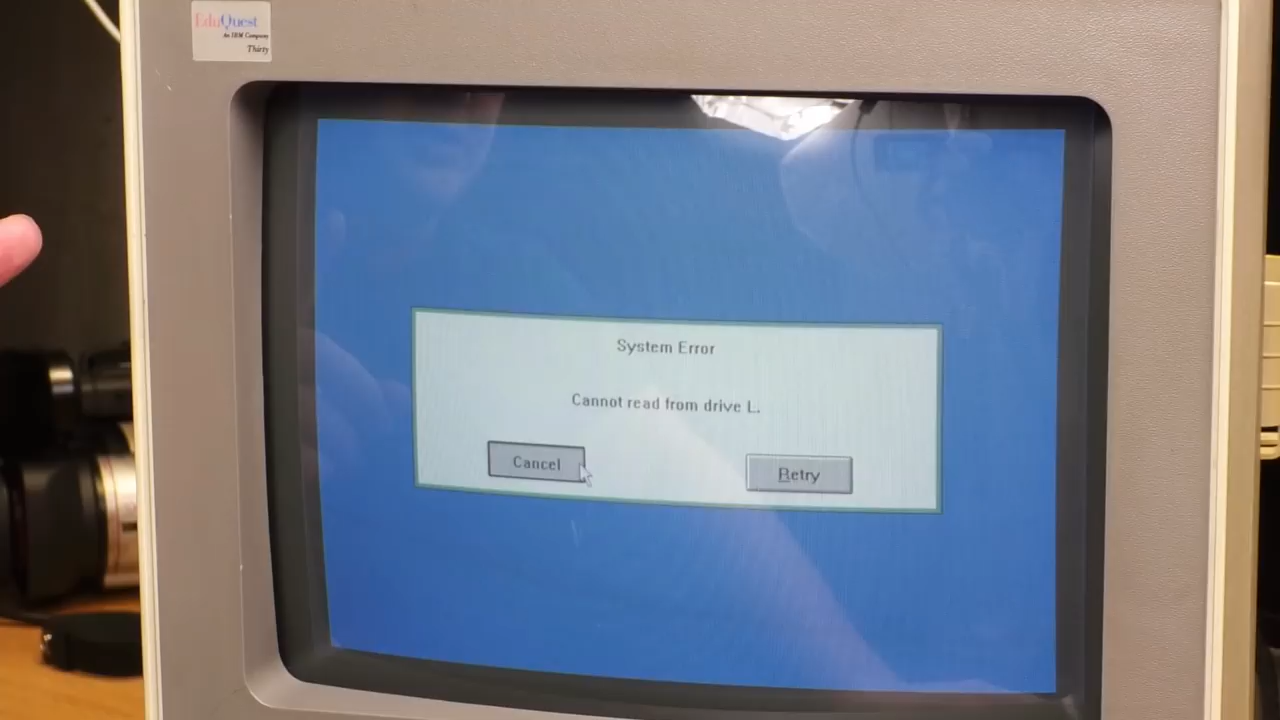 EduQuest
An IBM Company
Thirty
System Error
Cannot read from drive L.
Cancel
Retry